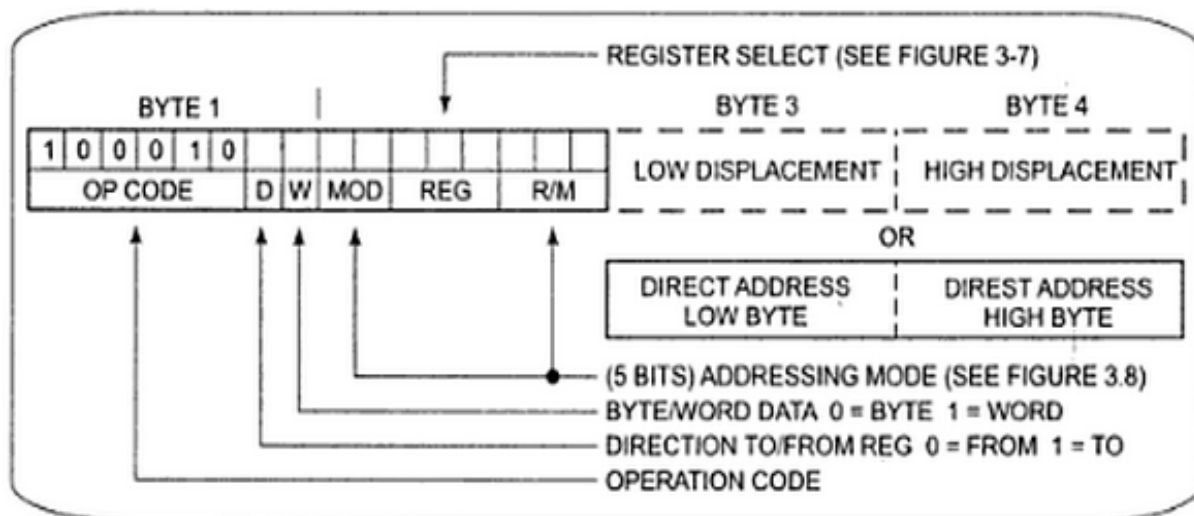 REGISTER SELECT (SEE FIGURE 3-7)
BYTE 1 BYTE 3 BYTE 4
1 0 0 0 1 0
OP CODE D W MOD REG R/M
LOW DISPLACEMENT HIGH DISPLACEMENT
OR
DIRECT ADDRESS LOW BYTE
DIREST ADDRESS HIGH BYTE
(5 BITS) ADDRESSING MODE (SEE FIGURE 3.8)
BYTE/WORD DATA 0 = BYTE 1 = WORD
DIRECTION TO/FROM REG 0 = FROM 1 = TO
OPERATION CODE